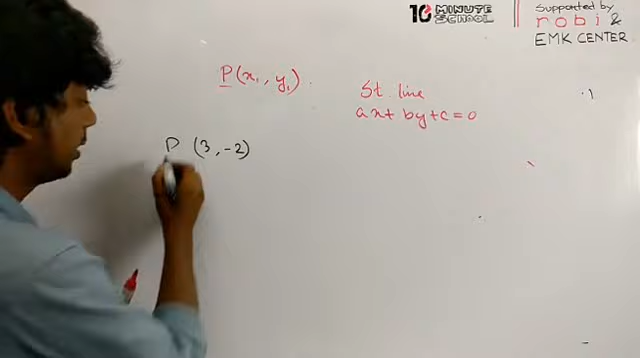 10 MINUTE SCHOOL
Supported by
robi &
EMK CENTER
P(x₁, y₁).
St. line
ax+ by+c=0
P (3, -2)